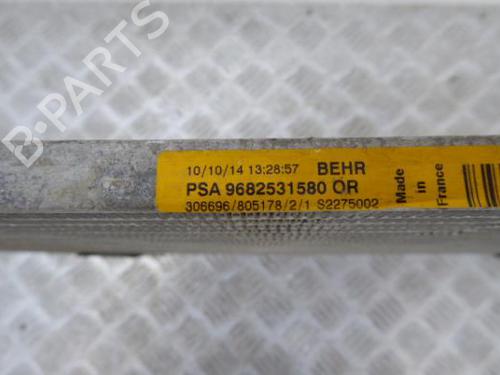 B-PARTS
10/10/14 13:28:57 BEHR
PSA 9682531580 OR
306696/805178/2/1 S2275002
Made
in
France